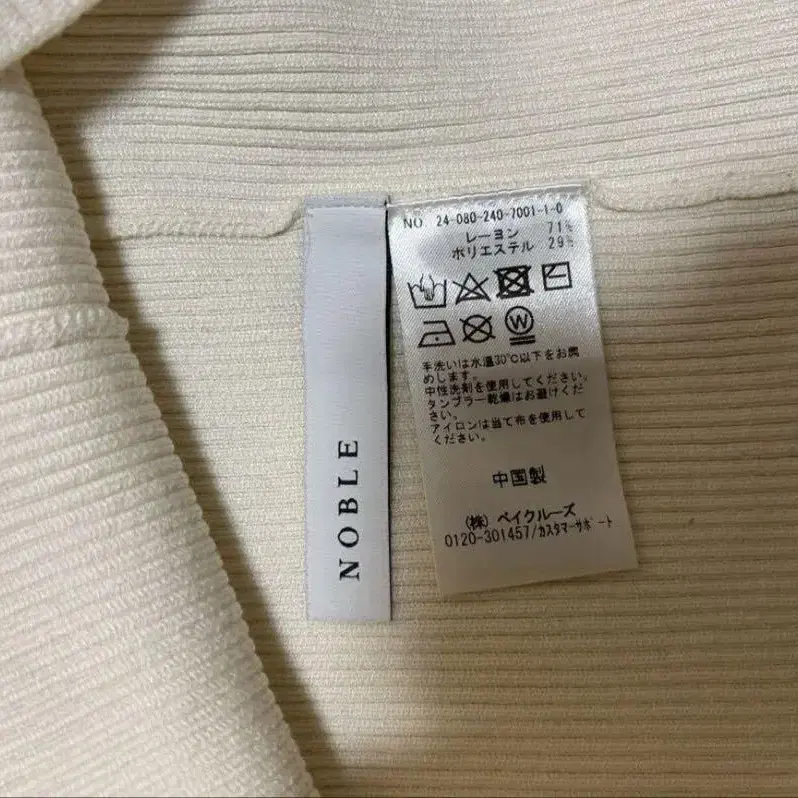 NOBLE
NO. 24-080-240-7001-1-0
レーヨン 71%
ポリエステル 29%
W
手洗いは水温30℃以下をお薦
めします。
中性洗剤を使用してください。
タンブラー乾燥はお避けくだ
さい。
アイロンは当て布を使用して
ください。
中国製
(株) ベイクルーズ
0120-301457/カスタマーサポート